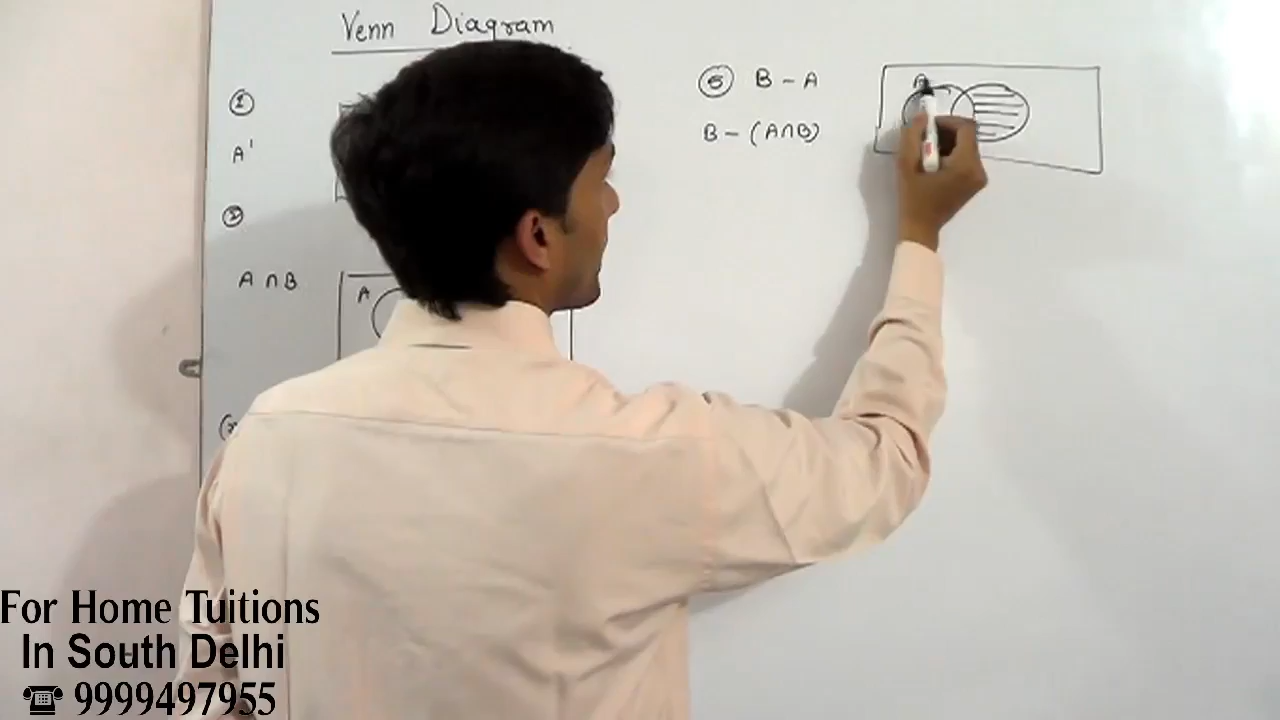 Venn Diagram
①
A'
②
A ∩ B
A
⑤ B - A
B - (A∩B)
A
For Home Tuitions
In South Delhi
☎ 9999497955